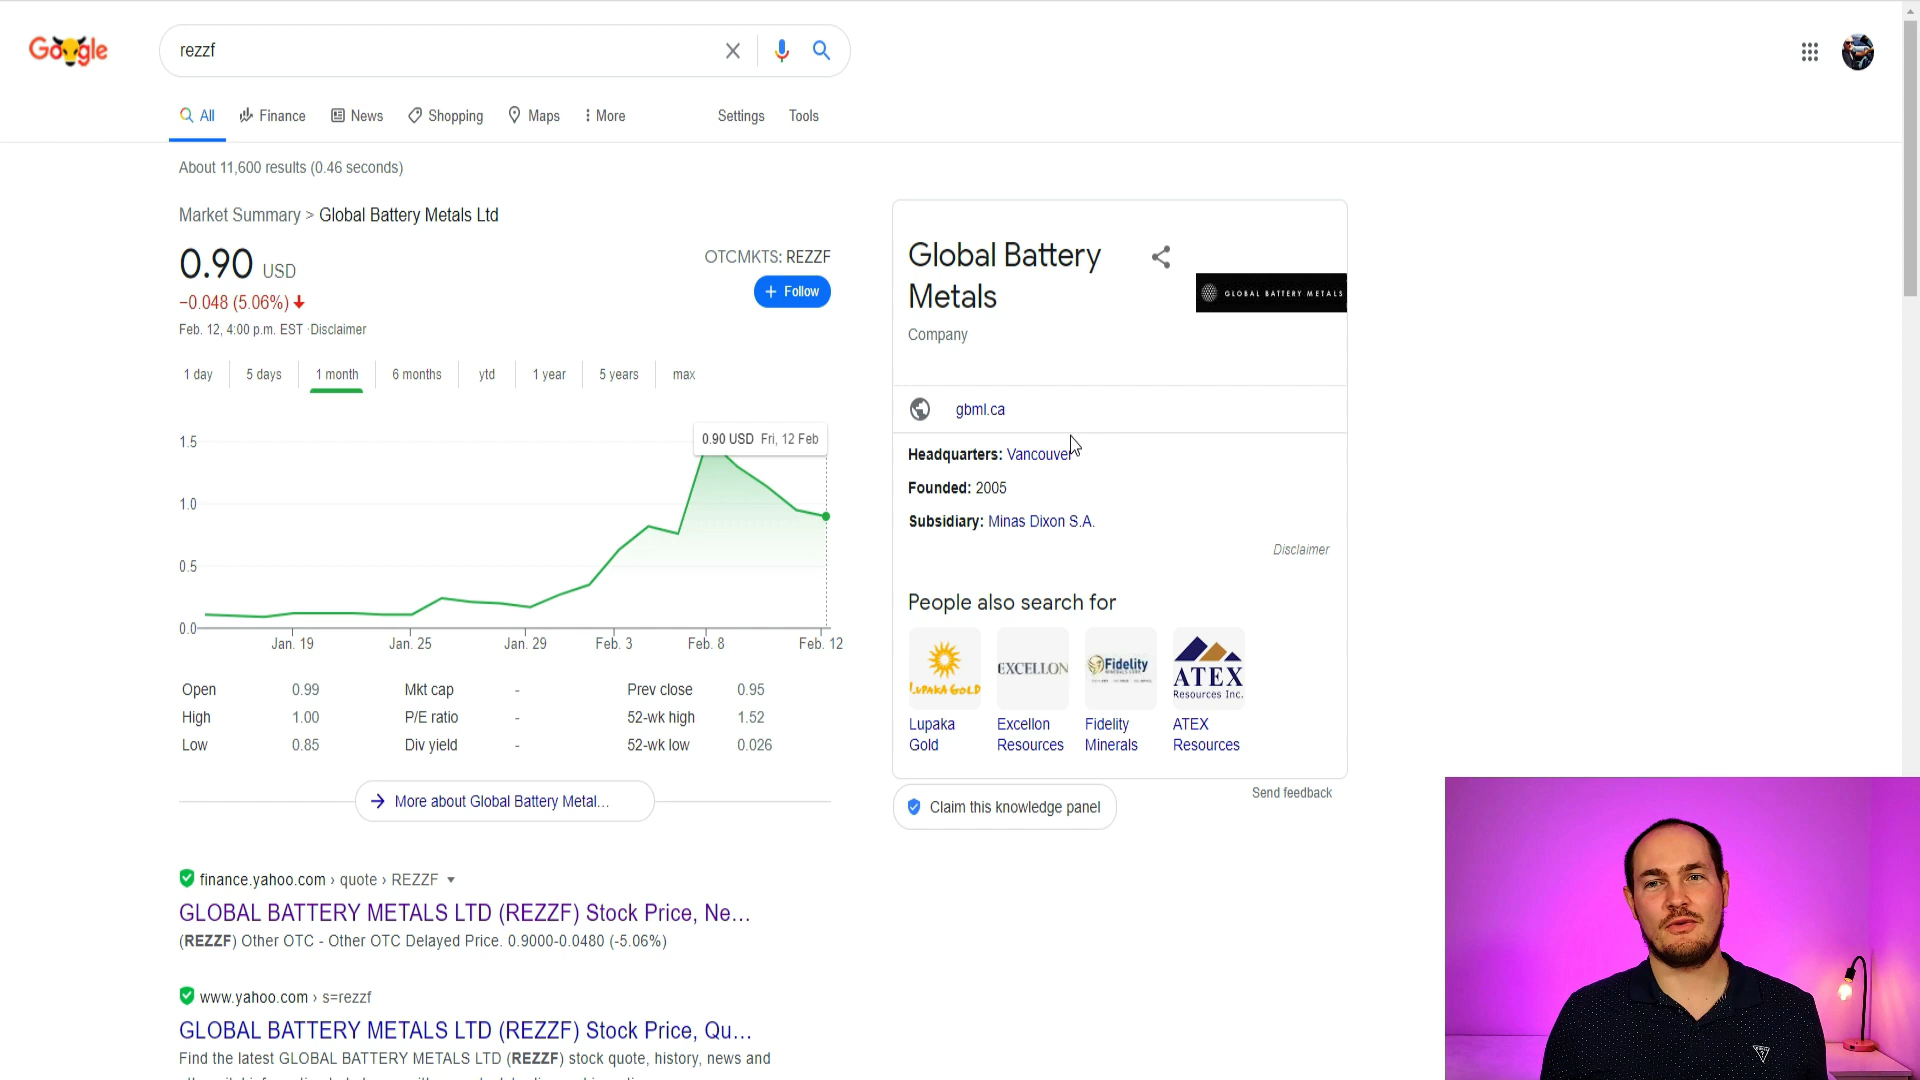 Google
rezzf
All
Finance
News
Shopping
Maps
More
Settings
Tools
About 11,600 results (0.46 seconds)
Market Summary > Global Battery Metals Ltd
0.90 USD
OTCMKTS: REZZF
−0.048 (5.06%)
+ Follow
Feb. 12, 4:00 p.m. EST · Disclaimer
1 day
5 days
1 month
6 months
ytd
1 year
5 years
max
0.90 USD Fri, 12 Feb
1.5
1.0
0.5
0.0
Jan. 19
Jan. 25
Jan. 29
Feb. 3
Feb. 8
Feb. 12
Open 0.99 Mkt cap - Prev close 0.95
High 1.00 P/E ratio - 52-wk high 1.52
Low 0.85 Div yield - 52-wk low 0.026
More about Global Battery Metal...
finance.yahoo.com › quote › REZZF
GLOBAL BATTERY METALS LTD (REZZF) Stock Price, Ne...
(REZZF) Other OTC - Other OTC Delayed Price. 0.9000-0.0480 (-5.06%)
www.yahoo.com › s=rezzf
GLOBAL BATTERY METALS LTD (REZZF) Stock Price, Qu...
Find the latest GLOBAL BATTERY METALS LTD (REZZF) stock quote, history, news and
Global Battery
Metals
GLOBAL BATTERY METALS
Company
gbml.ca
Headquarters: Vancouver
Founded: 2005
Subsidiary: Minas Dixon S.A.
Disclaimer
People also search for
LUPAKA GOLD
EXCELLON
Fidelity
ATEX
Resources Inc.
Lupaka
Gold
Excellon
Resources
Fidelity
Minerals
ATEX
Resources
Send feedback
Claim this knowledge panel